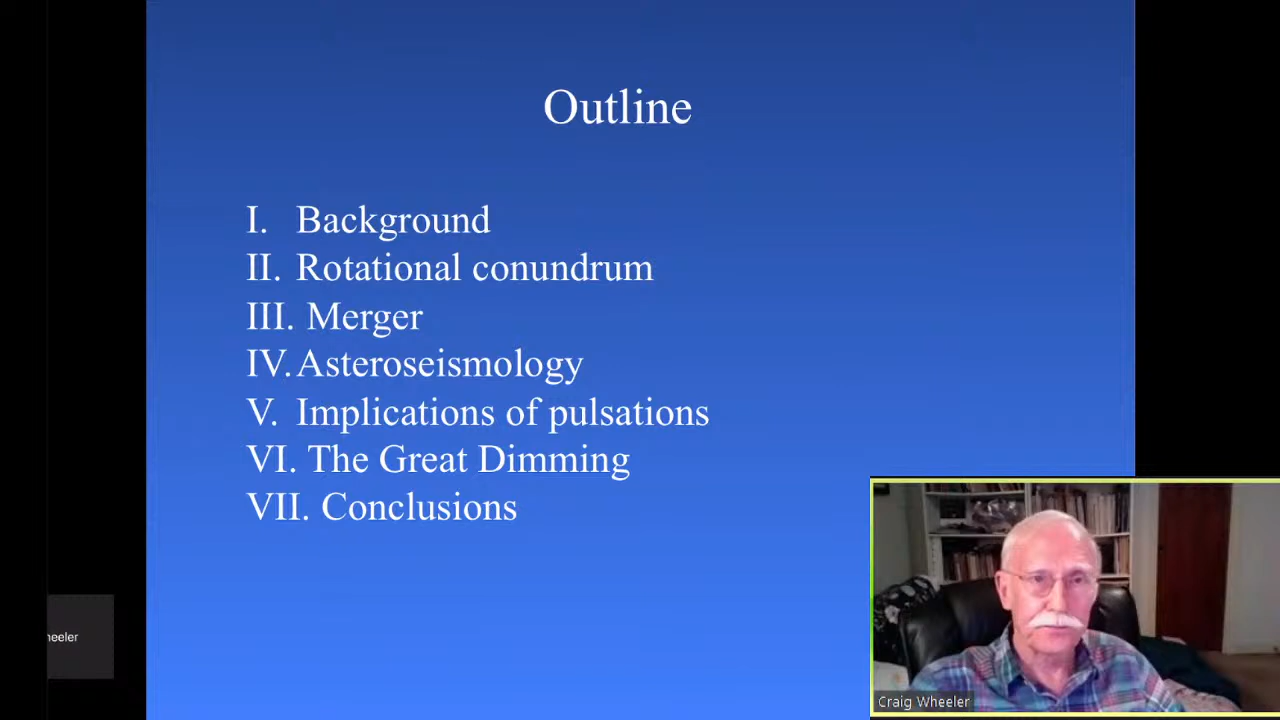 Outline
I. Background
II. Rotational conundrum
III. Merger
IV. Asteroseismology
V. Implications of pulsations
VI. The Great Dimming
VII. Conclusions
heeler
Craig Wheeler